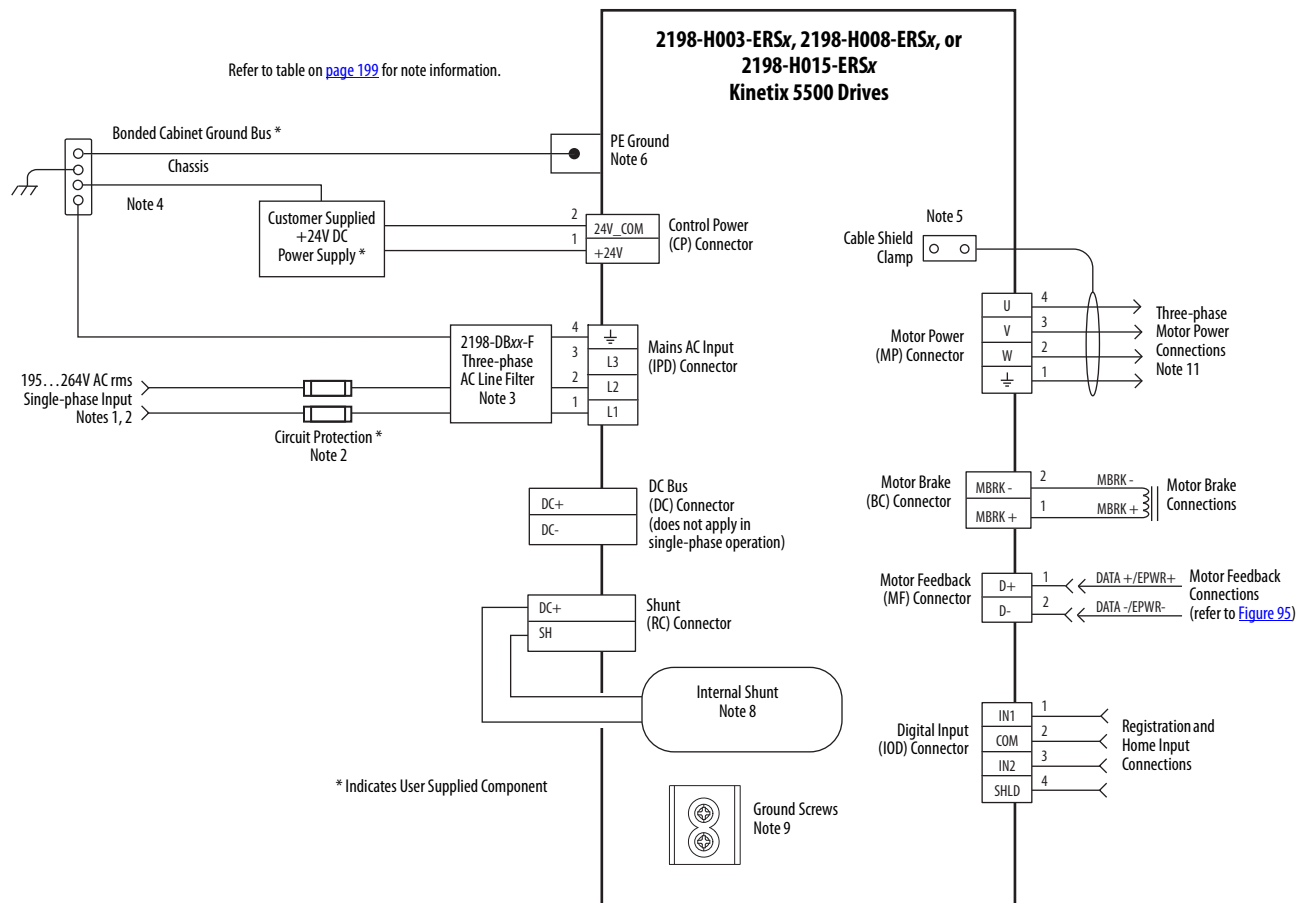 2198-H003-ERSx, 2198-H008-ERSx, or
2198-H015-ERSx
Kinetix 5500 Drives
Refer to table on page 199 for note information.
Bonded Cabinet Ground Bus *
Chassis
Note 4
PE Ground
Note 6
Customer Supplied
+24V DC
Power Supply *
2
1
24V_COM
+24V
Control Power
(CP) Connector
Note 5
Cable Shield
Clamp
2198-DBxx-F
Three-phase
AC Line Filter
Note 3
4
3
2
1
L3
L2
L1
Mains AC Input
(IPD) Connector
195…264V AC rms
Single-phase Input
Notes 1, 2
Circuit Protection *
Note 2
Motor Power
(MP) Connector
U
V
W
4
3
2
1
Three-phase
Motor Power
Connections
Note 11
DC+
DC-
DC Bus
(DC) Connector
(does not apply in
single-phase operation)
Motor Brake
(BC) Connector
MBRK -
MBRK +
2
1
MBRK -
MBRK +
Motor Brake
Connections
DC+
SH
Shunt
(RC) Connector
Motor Feedback
(MF) Connector
D+
D-
1
2
DATA +/EPWR+
DATA -/EPWR-
Motor Feedback
Connections
(refer to Figure 95)
Internal Shunt
Note 8
Digital Input
(IOD) Connector
IN1
COM
IN2
SHLD
1
2
3
4
Registration and
Home Input
Connections
* Indicates User Supplied Component
Ground Screws
Note 9